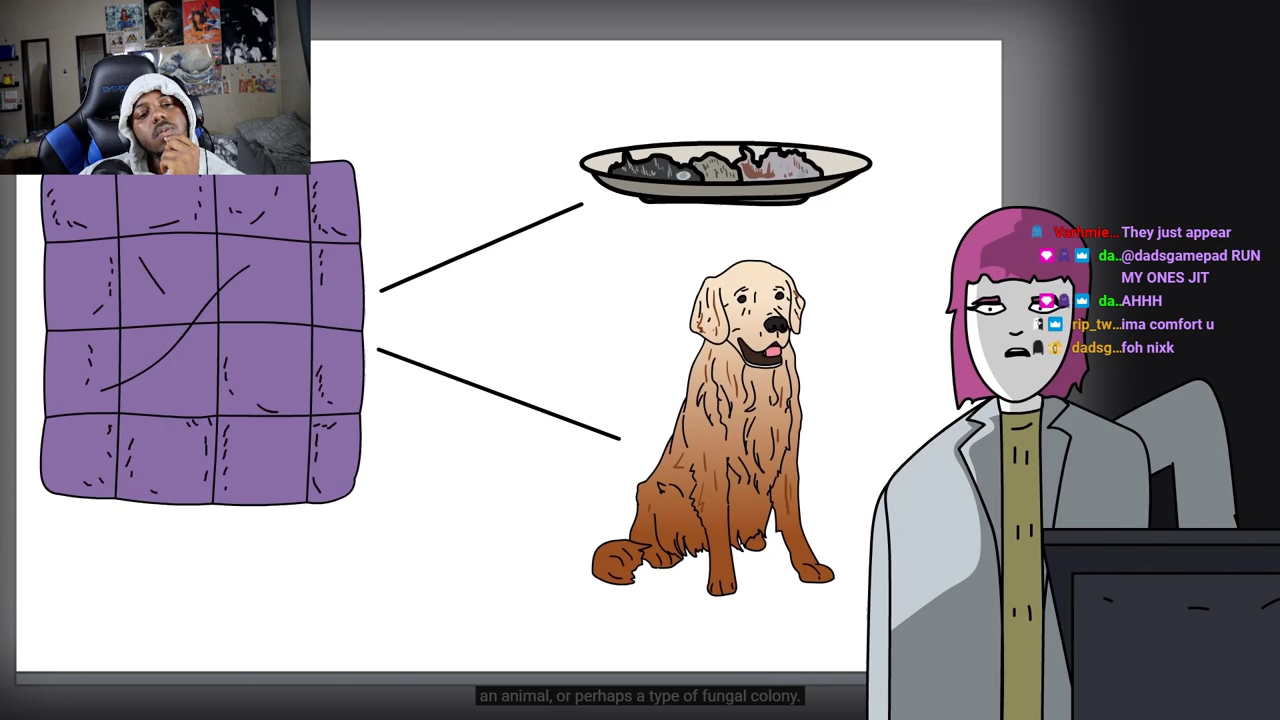 Varhmie... They just appear
da.. @dadsgamepad RUN
MY ONES JIT
da.. AHHH
rip_tw... ima comfort u
dadsg... foh nixk
an animal, or perhaps a type of fungal colony.